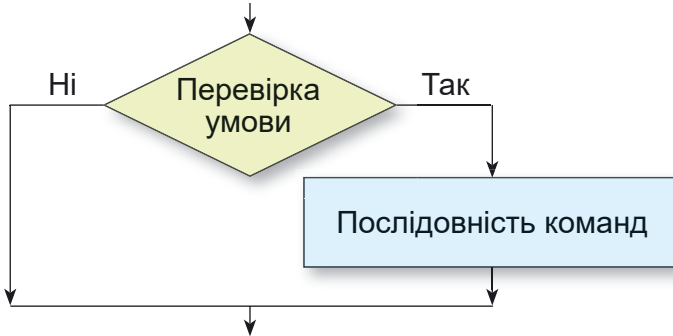 Ні
Перевірка
умови
Так
Послідовність команд